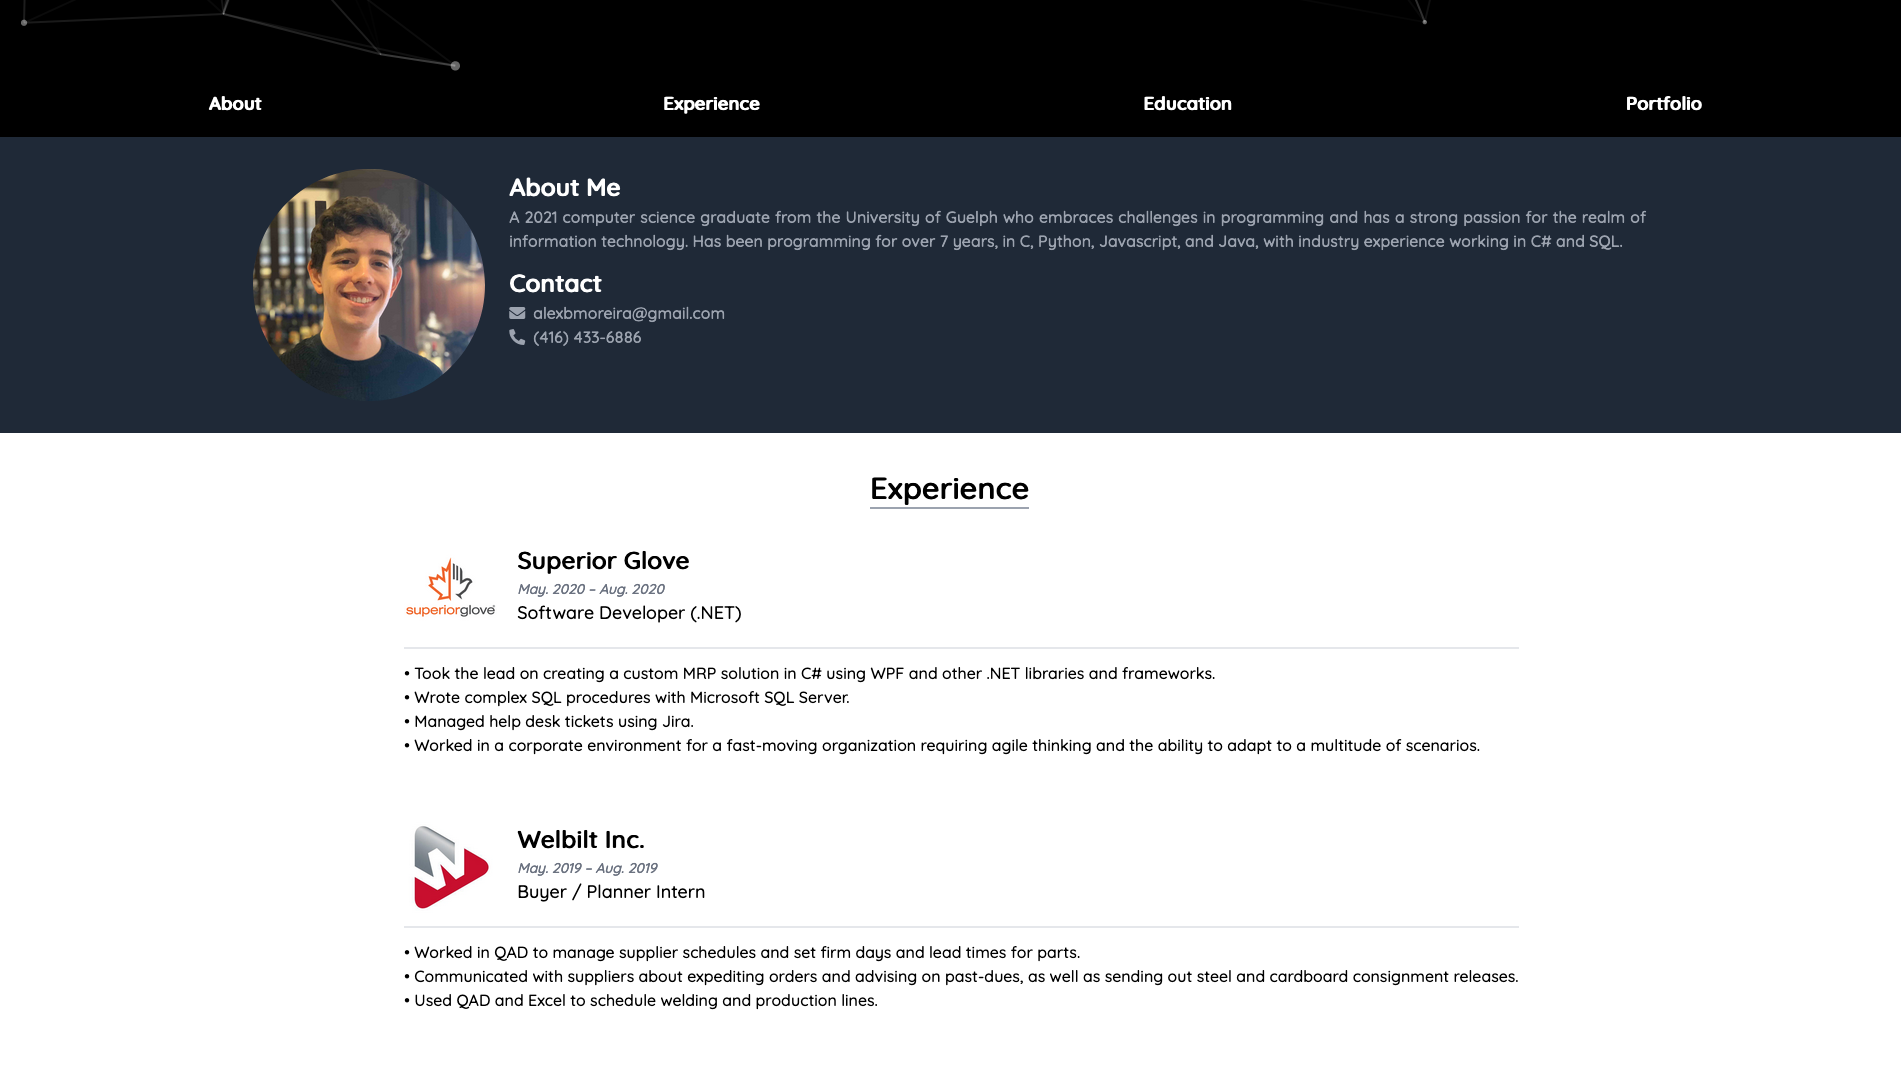 About
Experience
Education
Portfolio
About Me
A 2021 computer science graduate from the University of Guelph who embraces challenges in programming and has a strong passion for the realm of
information technology. Has been programming for over 7 years, in C, Python, Javascript, and Java, with industry experience working in C# and SQL.
Contact
alexbmoreira@gmail.com
(416) 433-6886
Experience
superiorglove
Superior Glove
May. 2020 – Aug. 2020
Software Developer (.NET)
• Took the lead on creating a custom MRP solution in C# using WPF and other .NET libraries and frameworks.
• Wrote complex SQL procedures with Microsoft SQL Server.
• Managed help desk tickets using Jira.
• Worked in a corporate environment for a fast-moving organization requiring agile thinking and the ability to adapt to a multitude of scenarios.
W
Welbilt Inc.
May. 2019 – Aug. 2019
Buyer / Planner Intern
• Worked in QAD to manage supplier schedules and set firm days and lead times for parts.
• Communicated with suppliers about expediting orders and advising on past-dues, as well as sending out steel and cardboard consignment releases.
• Used QAD and Excel to schedule welding and production lines.